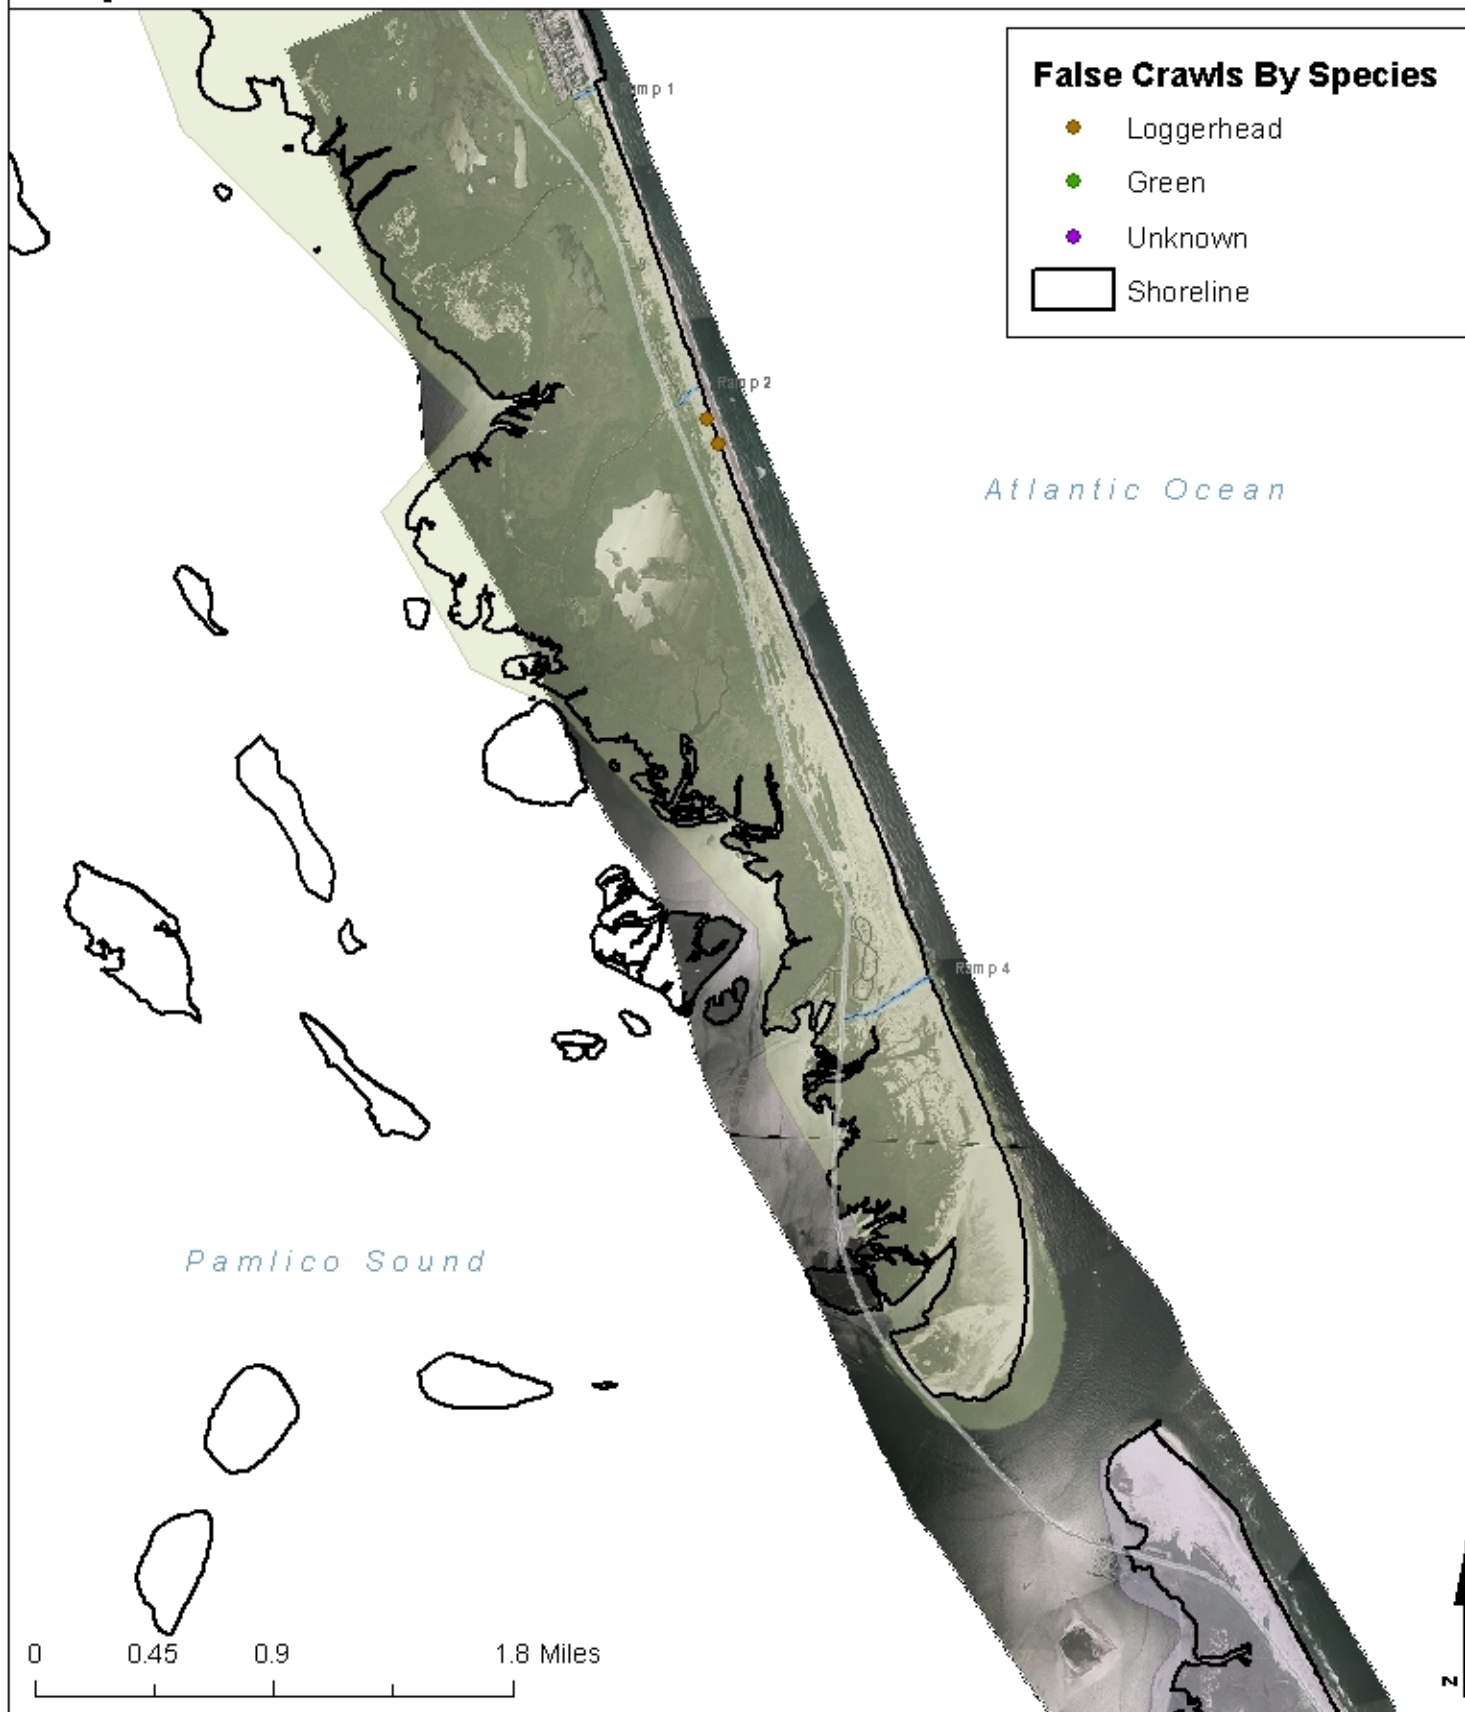 False Crawls By Species
Loggerhead
Green
Unknown
Shoreline
Ramp 1
Ramp 2
Atlantic Ocean
Ramp 4
Pamlico Sound
0 0.45 0.9 1.8 Miles
N